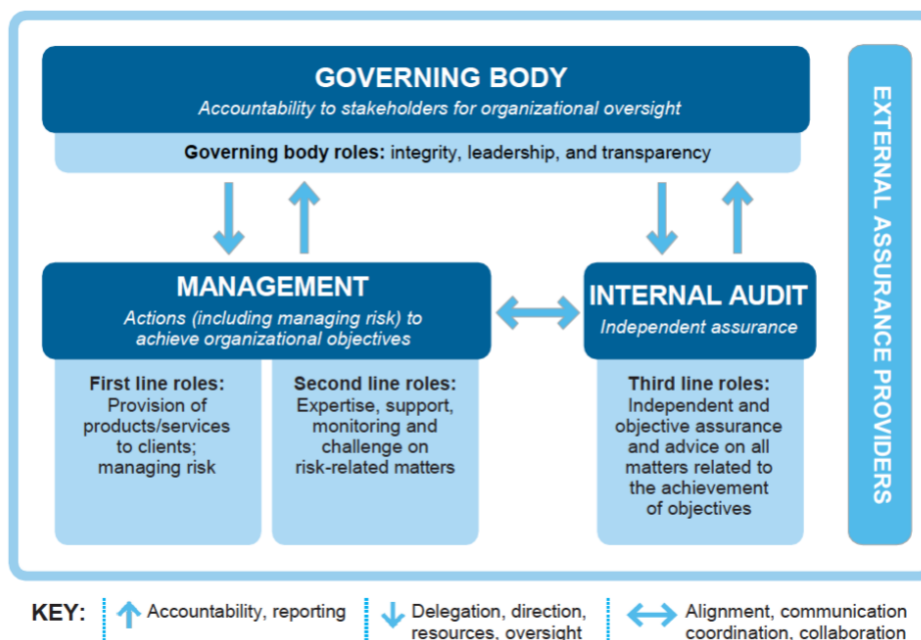 GOVERNING BODY
Accountability to stakeholders for organizational oversight
Governing body roles: integrity, leadership, and transparency
MANAGEMENT
Actions (including managing risk) to
achieve organizational objectives
First line roles:
Provision of
products/services
to clients;
managing risk
Second line roles:
Expertise, support,
monitoring and
challenge on
risk-related matters
INTERNAL AUDIT
Independent assurance
Third line roles:
Independent and
objective assurance
and advice on all
matters related to
the achievement
of objectives
EXTERNAL ASSURANCE PROVIDERS
KEY:
Accountability, reporting
Delegation, direction,
resources, oversight
Alignment, communication
coordination, collaboration